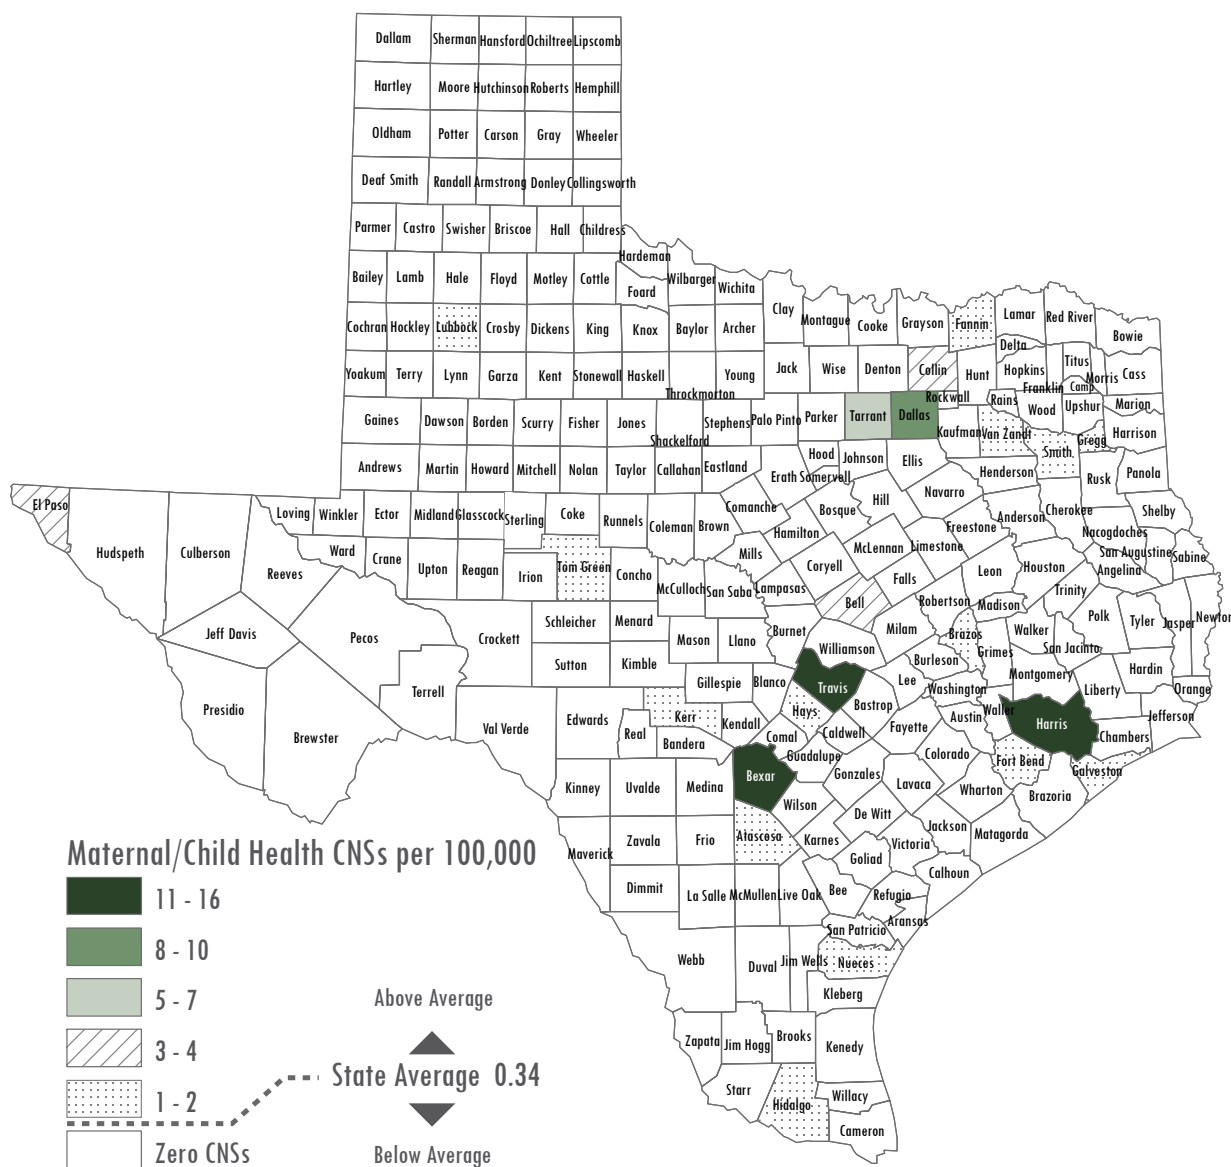 Dallam Sherman Hansford Ochiltree Lipscomb
Hartley Moore Hutchinson Roberts Hemphill
Oldham Potter Carson Gray Wheeler
Deaf Smith Randall Armstrong Donley Collingsworth
Parmer Castro Swisher Briscoe Hall Childress
Hardeman
Bailey Lamb Hale Floyd Motley Cottle Foard Wilbarger Wichita
Clay Montague Cooke Grayson Fannin Lamar Red River Bowie
Cochran Hockley Lubbock Crosby Dickens King Knox Baylor Archer
Delta Titus
Yoakum Terry Lynn Garza Kent Stonewall Haskell Throckmorton Young Jack Wise Denton Collin Hunt Hopkins Franklin Camp Morris Cass
Rockwall Rains Wood Upshur Marion
Gaines Dawson Borden Scurry Fisher Jones Shackelford Stephens Palo Pinto Parker Tarrant Dallas Kaufman Van Zandt Smith Gregg Harrison
Andrews Martin Howard Mitchell Nolan Taylor Callahan Eastland Erath Hood Somervell Johnson Ellis Henderson Rusk Panola
El Paso Hudspeth Culberson Loving Winkler Ector Midland Glasscock Sterling Coke Runnels Coleman Brown Comanche Hamilton Bosque Hill Navarro Freestone Anderson Cherokee Nacogdoches Shelby
Reeves Ward Crane Upton Reagan Irion Tom Green Concho McCulloch San Saba Mills Lampasas Coryell McLennan Limestone Falls Leon Houston Angelina San Augustine Sabine
Jeff Davis Pecos Crockett Schleicher Menard Mason Llano Burnet Bell Milam Robertson Madison Trinity Polk Tyler Jasper Newton
Presidio Brewster Terrell Sutton Kimble Gillespie Blanco Williamson Travis Burleson Brazos Grimes Walker San Jacinto Hardin
Val Verde Edwards Real Kerr Bandera Kendall Comal Hays Caldwell Bastrop Lee Washington Fayette Austin Waller Montgomery Harris Liberty Chambers Jefferson Orange
Kinney Uvalde Medina Bexar Guadalupe Gonzales Lavaca Colorado Wharton Fort Bend Brazoria Galveston
Maverick Zavala Frio Atascosa Wilson Karnes De Witt Goliad Victoria Jackson Matagorda Calhoun
Dimmit La Salle McMullen Live Oak Bee Refugio Aransas San Patricio
Webb Duval Jim Wells Nueces
Kleberg
Zapata Jim Hogg Brooks Kenedy
Starr Hidalgo Willacy
Cameron
Maternal/Child Health CNSs per 100,000
11 - 16
8 - 10
5 - 7
3 - 4
1 - 2
Zero CNSs
Above Average
State Average 0.34
Below Average